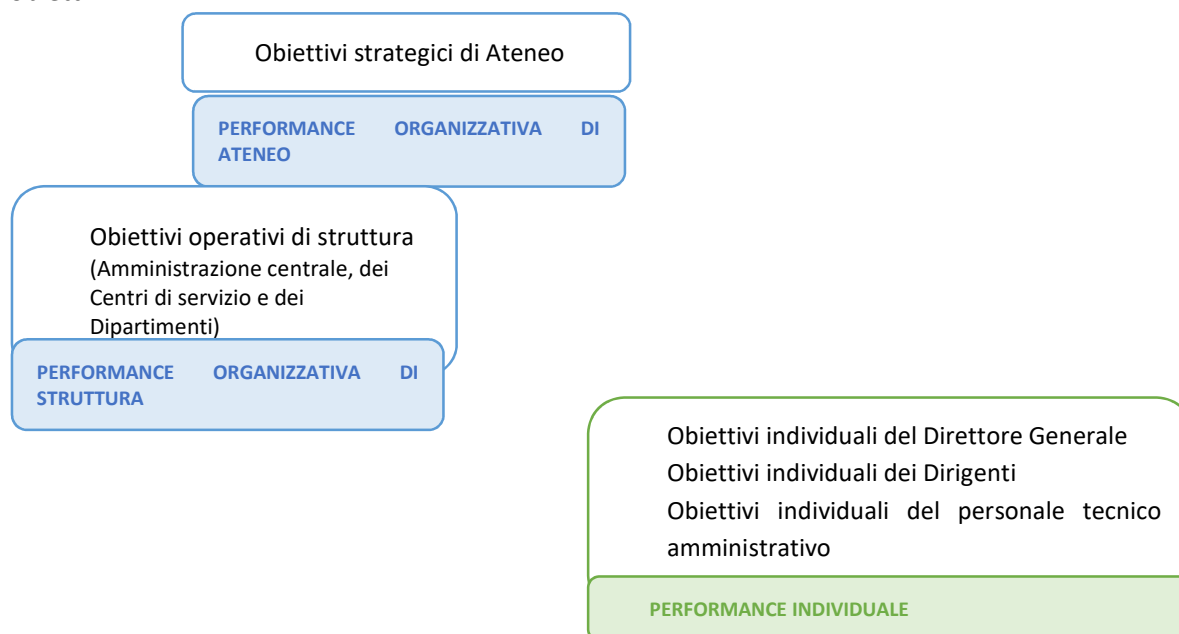 Obiettivi strategici di Ateneo
PERFORMANCE ORGANIZZATIVA DI
ATENEO
Obiettivi operativi di struttura
(Amministrazione centrale, dei
Centri di servizio e dei
Dipartimenti)
PERFORMANCE ORGANIZZATIVA DI
STRUTTURA
Obiettivi individuali del Direttore Generale
Obiettivi individuali dei Dirigenti
Obiettivi individuali del personale tecnico
amministrativo
PERFORMANCE INDIVIDUALE